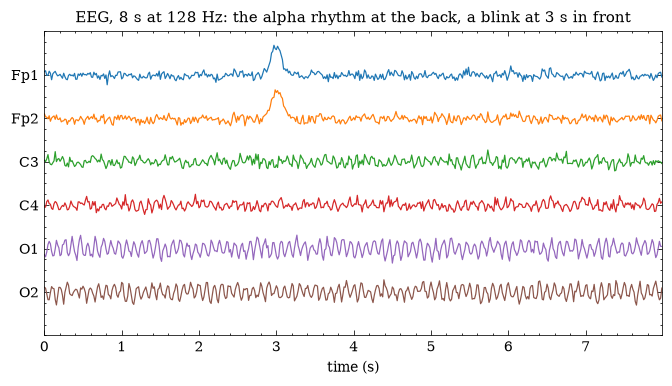 EEG, 8 s at 128 Hz: the alpha rhythm at the back, a blink at 3 s in front
Fp1
Fp2
C3
C4
O1
O2
0 1 2 3 4 5 6 7
time (s)